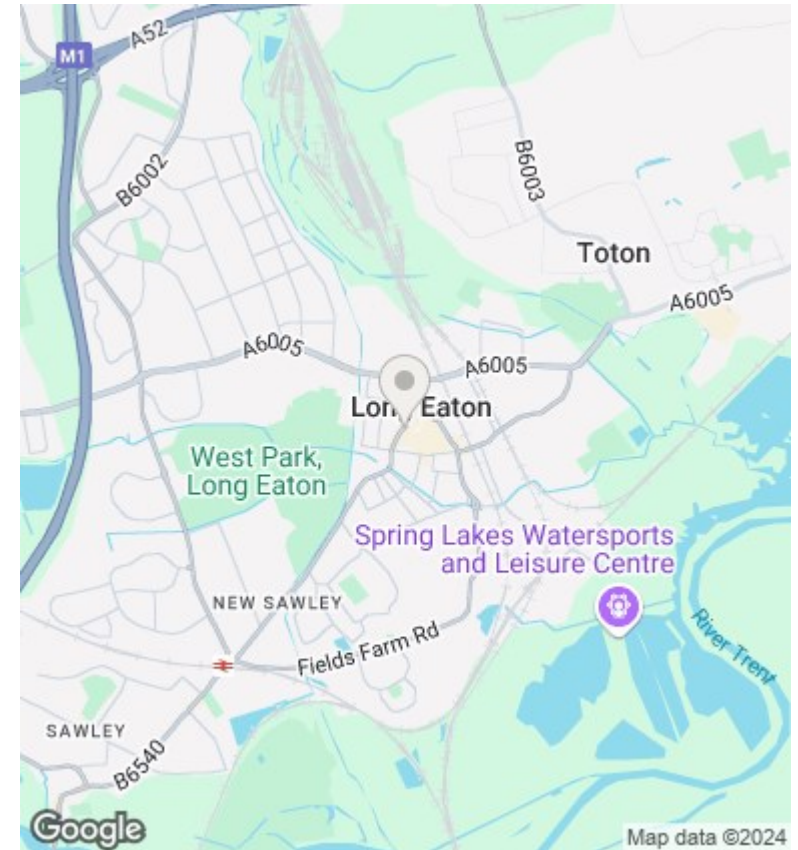 A52
M1
B6002
B6003
Toton
A6005
A6005
A6005
Long Eaton
West Park,
Long Eaton
Spring Lakes Watersports
and Leisure Centre
NEW SAWLEY
River Trent
Fields Farm Rd
SAWLEY
B6540
Google
Map data ©2024